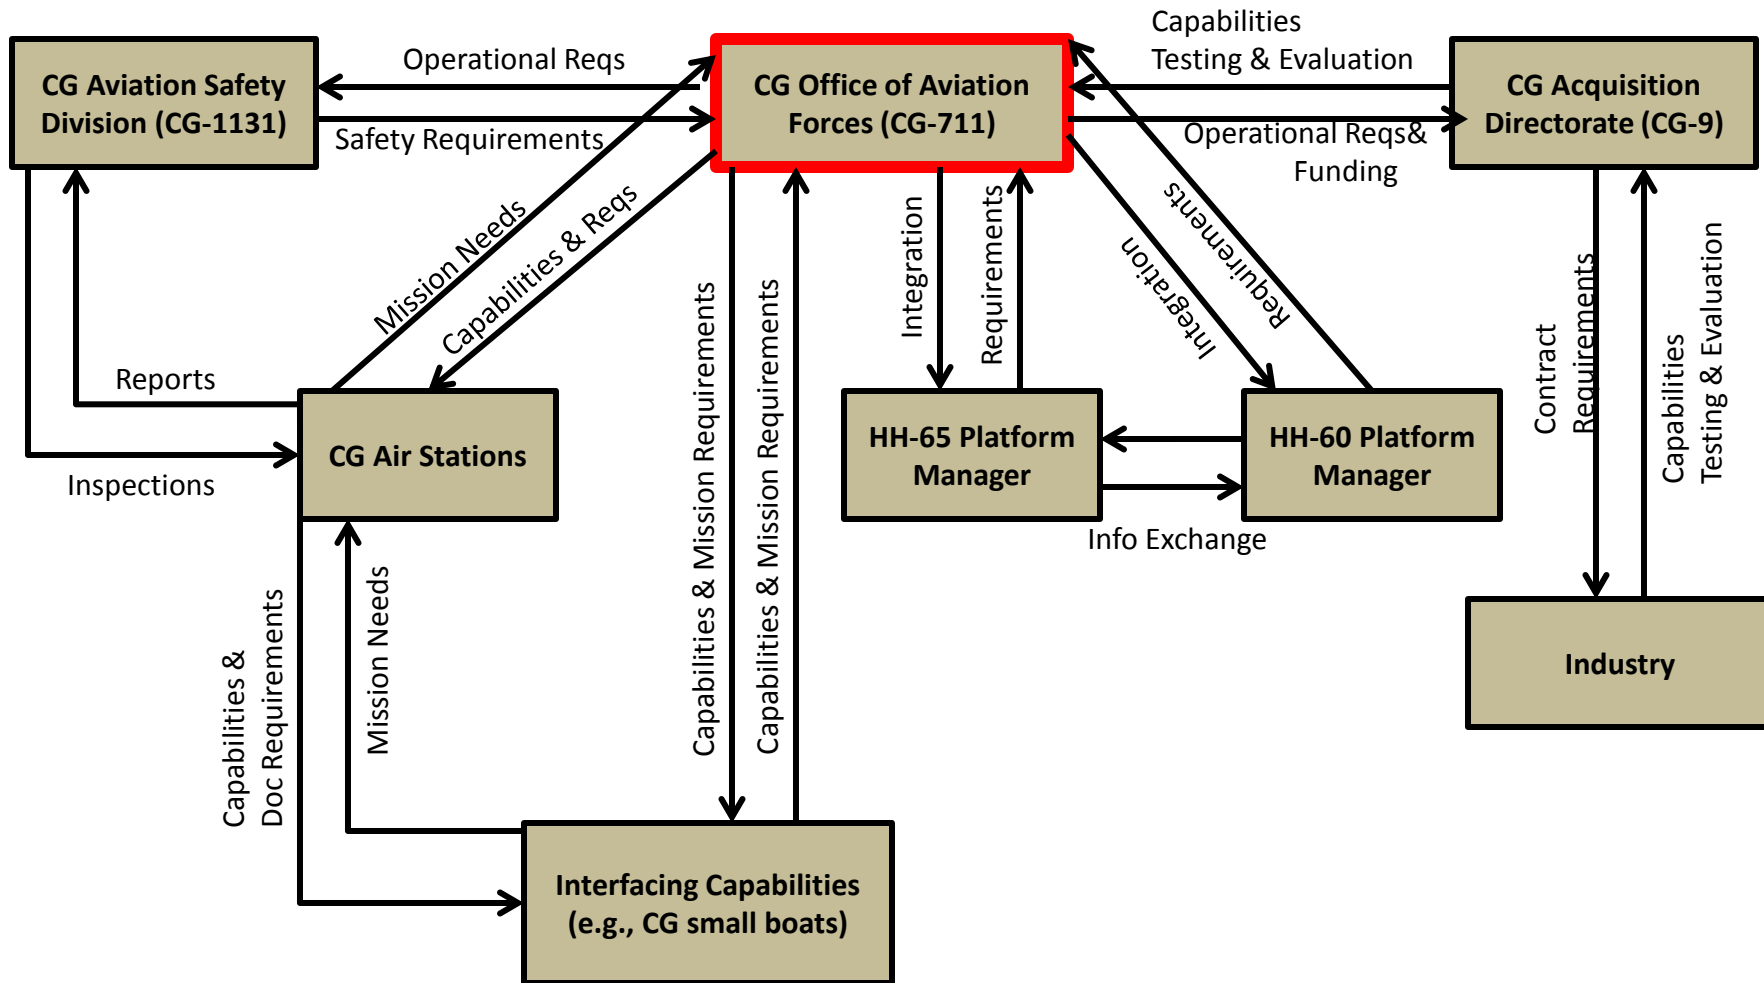 Capabilities
Testing & Evaluation
CG Aviation Safety
Division (CG-1131)
Operational Reqs
Safety Requirements
CG Office of Aviation
Forces (CG-711)
CG Acquisition
Directorate (CG-9)
Operational Reqs&
Funding
Mission Needs
Capabilities & Reqs
Integration
Requirements
Integration
Requirements
Contract
Requirements
Capabilities
Testing & Evaluation
Reports
CG Air Stations
Inspections
HH-65 Platform
Manager
HH-60 Platform
Manager
Info Exchange
Capabilities & Mission Requirements
Capabilities & Mission Requirements
Capabilities &
Doc Requirements
Mission Needs
Industry
Interfacing Capabilities
(e.g., CG small boats)